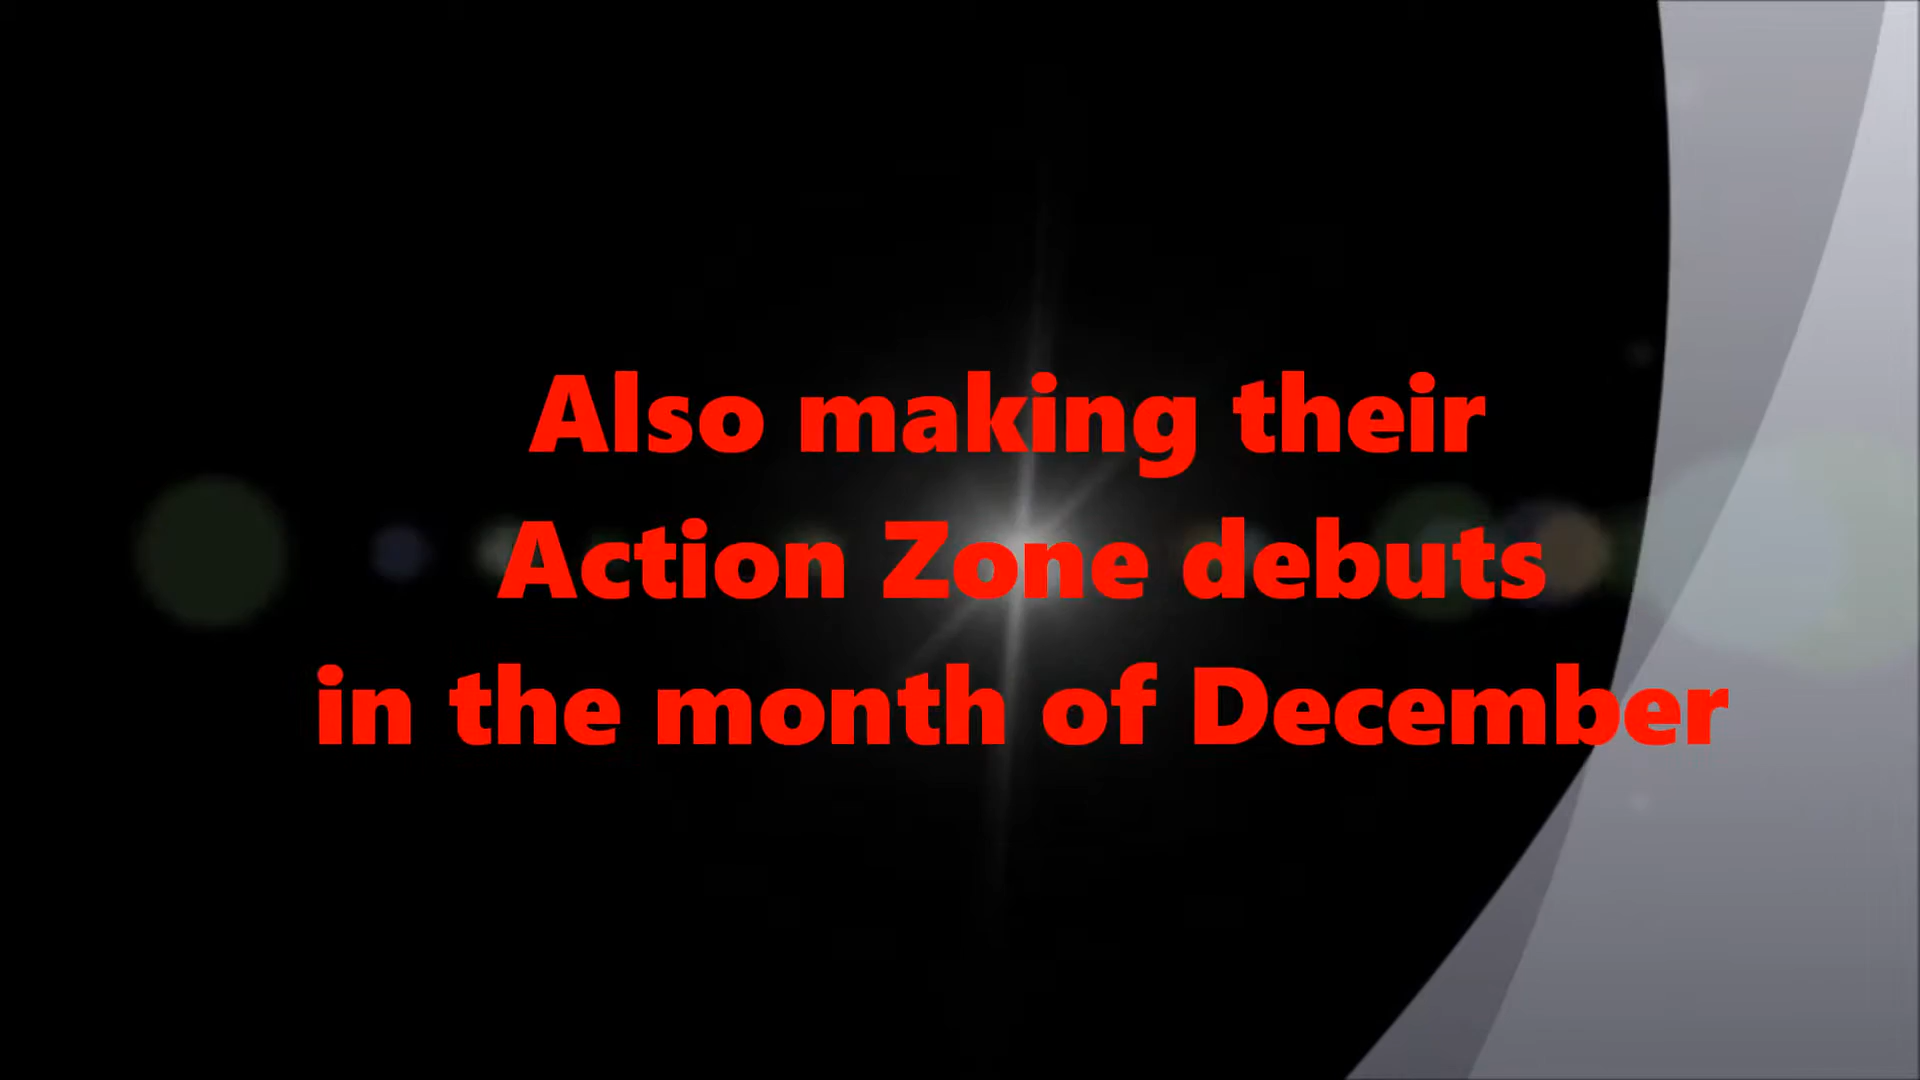 Also making their
Action Zone debuts
in the month of December